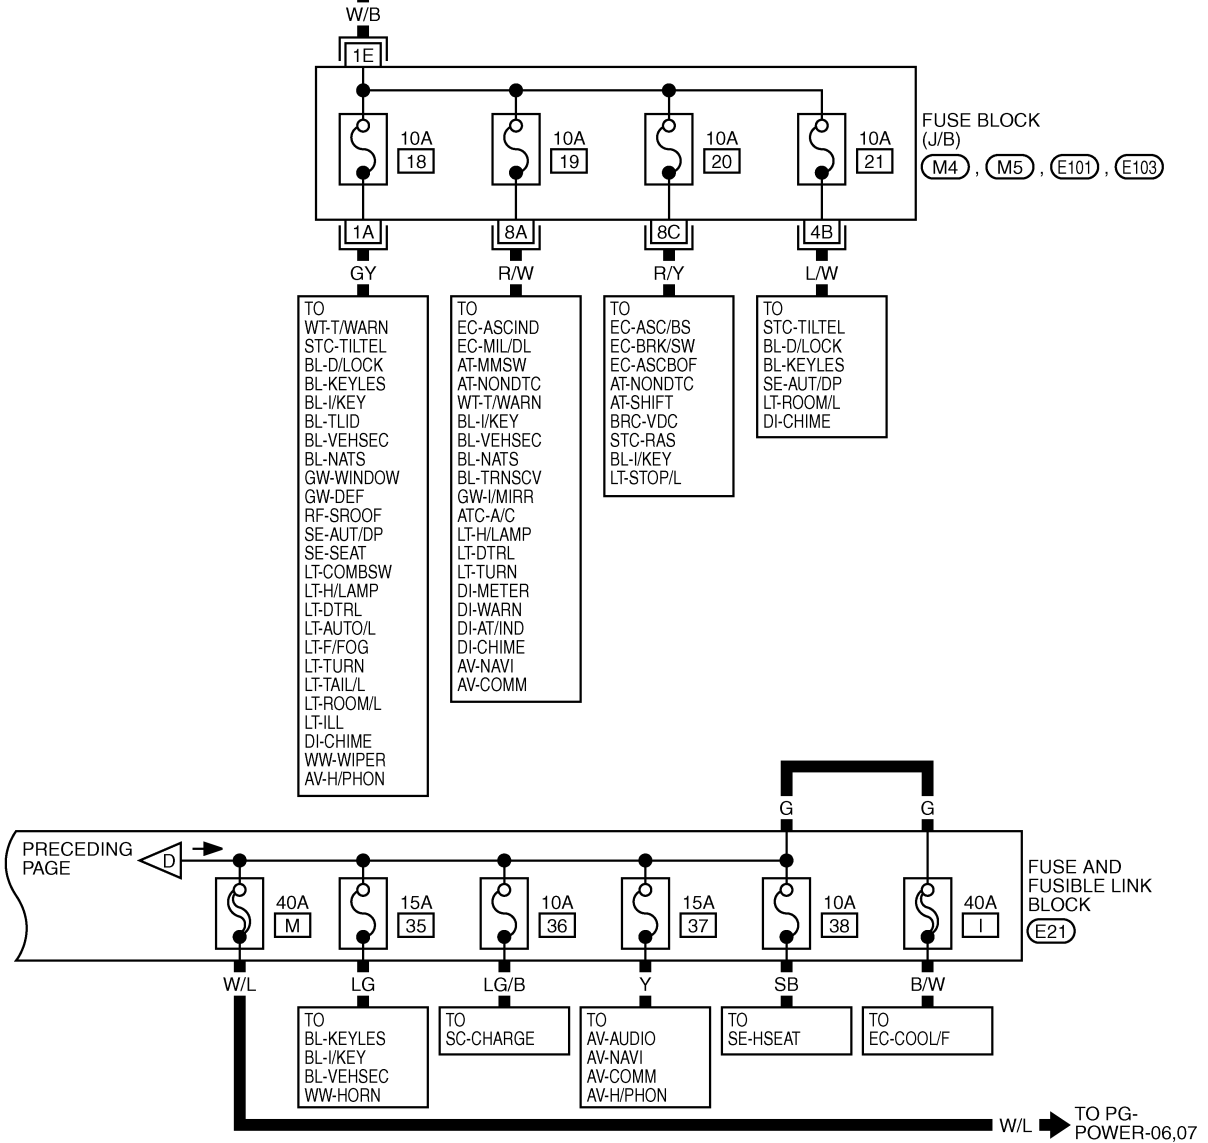 W/B
1E
10A
18
10A
19
10A
20
10A
21
FUSE BLOCK
(J/B)
M4 , M5 , E101 , E103
1A
8A
8C
4B
GY
R/W
R/Y
L/W
TO
WT-T/WARN
STC-TILTEL
BL-D/LOCK
BL-KEYLES
BL-I/KEY
BL-TLID
BL-VEHSEC
BL-NATS
GW-WINDOW
GW-DEF
RF-SROOF
SE-AUT/DP
SE-SEAT
LT-COMBSW
LT-H/LAMP
LT-DTRL
LT-AUTO/L
LT-F/FOG
LT-TURN
LT-TAIL/L
LT-ROOM/L
LT-ILL
DI-CHIME
WW-WIPER
AV-H/PHON
TO
EC-ASCIND
EC-MIL/DL
AT-MMSW
AT-NONDTC
WT-T/WARN
BL-I/KEY
BL-VEHSEC
BL-NATS
BL-TRNSCV
GW-I/MIRR
ATC-A/C
LT-H/LAMP
LT-DTRL
LT-TURN
DI-METER
DI-WARN
DI-AT/IND
DI-CHIME
AV-NAVI
AV-COMM
TO
EC-ASC/BS
EC-BRK/SW
EC-ASCBOF
AT-NONDTC
AT-SHIFT
BRC-VDC
STC-RAS
BL-I/KEY
LT-STOP/L
TO
STC-TILTEL
BL-D/LOCK
BL-KEYLES
SE-AUT/DP
LT-ROOM/L
DI-CHIME
G
G
PRECEDING
PAGE
D
40A
M
15A
35
10A
36
15A
37
10A
38
40A
I
FUSE AND
FUSIBLE LINK
BLOCK
E21
W/L
LG
LG/B
Y
SB
B/W
TO
BL-KEYLES
BL-I/KEY
BL-VEHSEC
WW-HORN
TO
SC-CHARGE
TO
AV-AUDIO
AV-NAVI
AV-COMM
AV-H/PHON
TO
SE-HSEAT
TO
EC-COOL/F
W/L
TO PG-
POWER-06,07